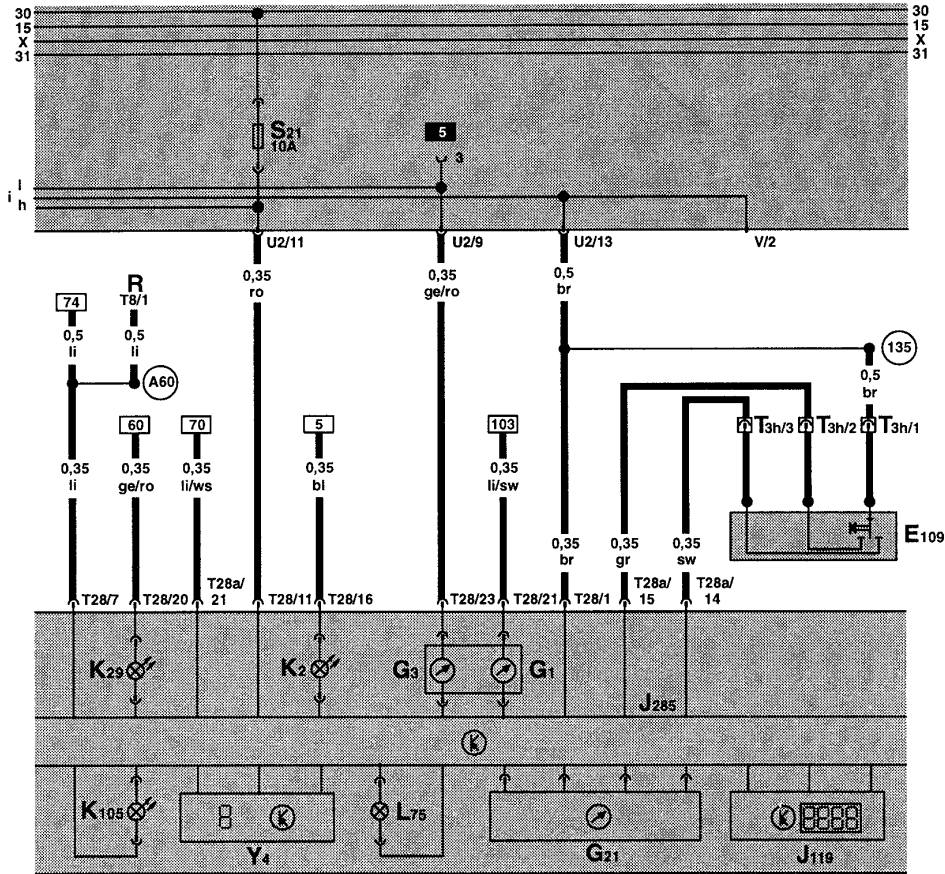 30 30
15 15
X X
31 31
S21
10A
5
3
l
i
h
U2/11 U2/9 U2/13 V/2
0,35 0,35 0,5
ro ge/ro br
R
74 T8/1
0,5 0,5
li li
135
0,5
br
A60
60 70 5 103 T3h/3 T3h/2 T3h/1
0,35 0,35 0,35 0,35 0,35
li ge/ro li/ws bl li/sw
E109
0,35 0,35 0,35
br gr sw
T28/7 T28/20 T28a/21 T28/11 T28/16 T28/23 T28/21 T28/1 T28a/15 T28a/14
K29 K2 G3 G1
J285
K105 L75
Y4 G21 J119